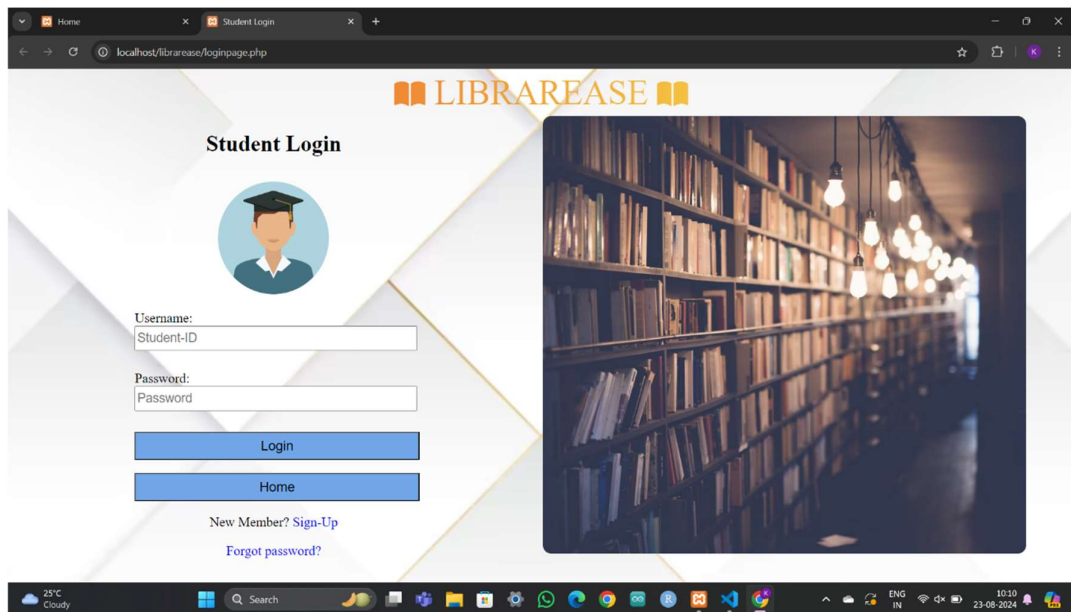 Home
Student Login
localhost/librarease/loginpage.php
K
LIBRAREASE
Student Login
Username:
Student-ID
Password:
Password
Login
Home
New Member? Sign-Up
Forgot password?
25°C
Cloudy
Search
R
ENG
IN
10:10
23-08-2024